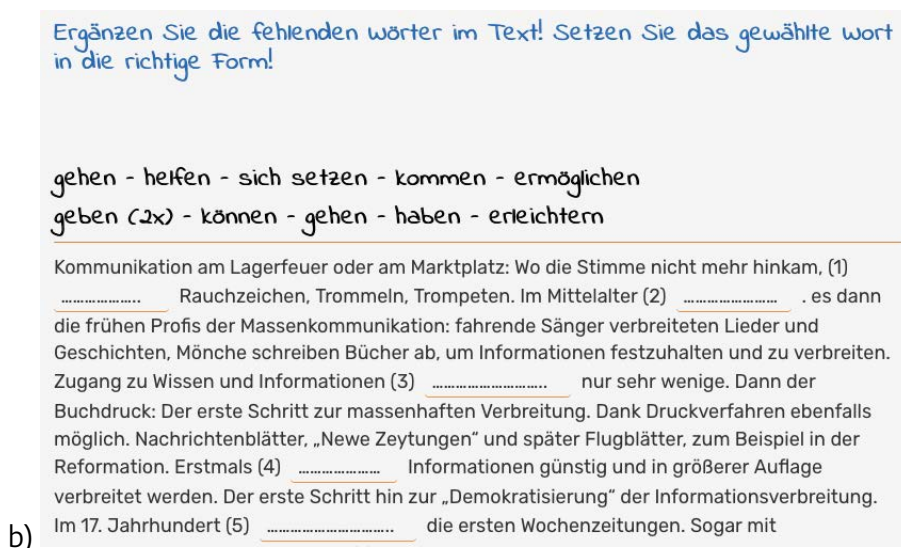 Ergänzen Sie die fehlenden Wörter im Text! Setzen Sie das gewählte Wort
in die richtige Form!
gehen - helfen - sich setzen - kommen - ermöglichen
geben (2x) - können - gehen - haben - erleichtern
Kommunikation am Lagerfeuer oder am Marktplatz: Wo die Stimme nicht mehr hinkam, (1)
.................. Rauchzeichen, Trommeln, Trompeten. Im Mittelalter (2) ..................... . es dann
die frühen Profis der Massenkommunikation: fahrende Sänger verbreiteten Lieder und
Geschichten, Mönche schreiben Bücher ab, um Informationen festzuhalten und zu verbreiten.
Zugang zu Wissen und Informationen (3) .......................... nur sehr wenige. Dann der
Buchdruck: Der erste Schritt zur massenhaften Verbreitung. Dank Druckverfahren ebenfalls
möglich. Nachrichtenblätter, „Newe Zeytungen“ und später Flugblätter, zum Beispiel in der
Reformation. Erstmals (4) .................. Informationen günstig und in größerer Auflage
verbreitet werden. Der erste Schritt hin zur „Demokratisierung“ der Informationsverbreitung.
b) Im 17. Jahrhundert (5) ............................ die ersten Wochenzeitungen. Sogar mit